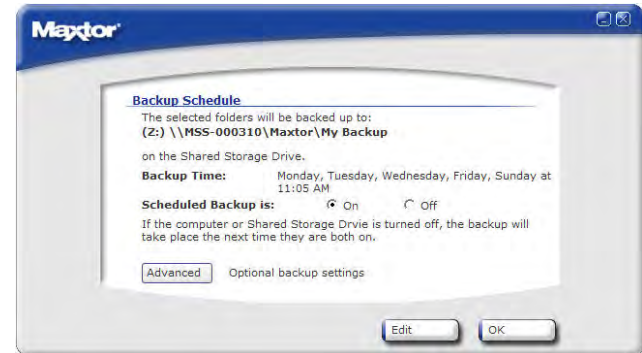 Maxtor
Backup Schedule
The selected folders will be backed up to:
(Z:) \\MSS-000310\Maxtor\My Backup
on the Shared Storage Drive.
Backup Time: Monday, Tuesday, Wednesday, Friday, Sunday at
11:05 AM
Scheduled Backup is: On Off
If the computer or Shared Storage Drvie is turned off, the backup will
take place the next time they are both on.
Advanced Optional backup settings
Edit OK